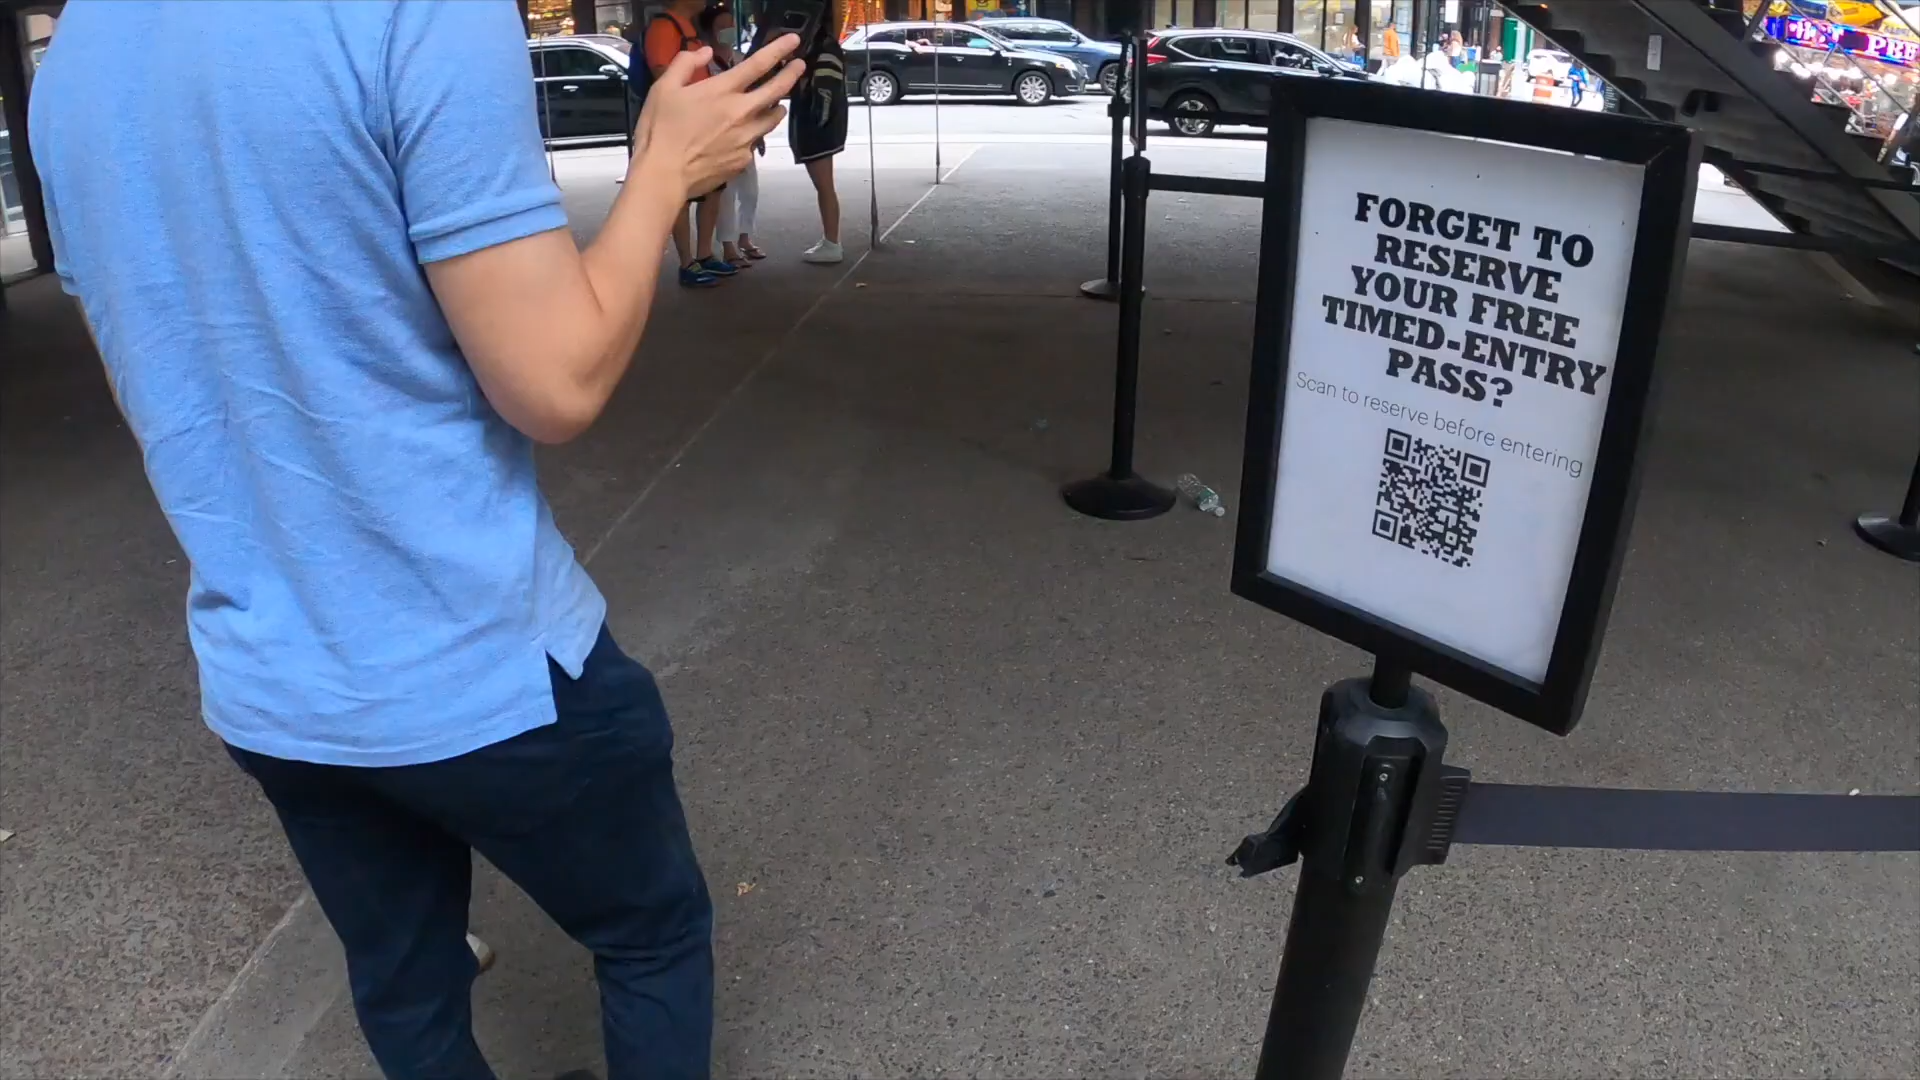 FORGET TO
RESERVE
YOUR FREE
TIMED-ENTRY
PASS?
Scan to reserve before entering